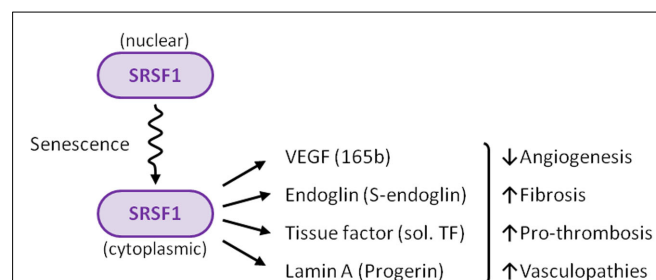 (nuclear)
SRSF1
Senescence
SRSF1
(cytoplasmic)
VEGF (165b)
Endoglin (S-endoglin)
Tissue factor (sol. TF)
Lamin A (Progerin)
↓Angiogenesis
↑Fibrosis
↑Pro-thrombosis
↑Vasculopathies